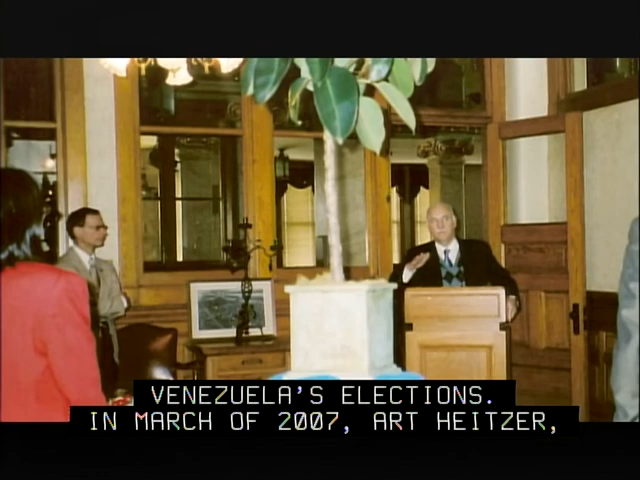 VENEZUELA'S ELECTIONS.
IN MARCH OF 2007, ART HEITZER,